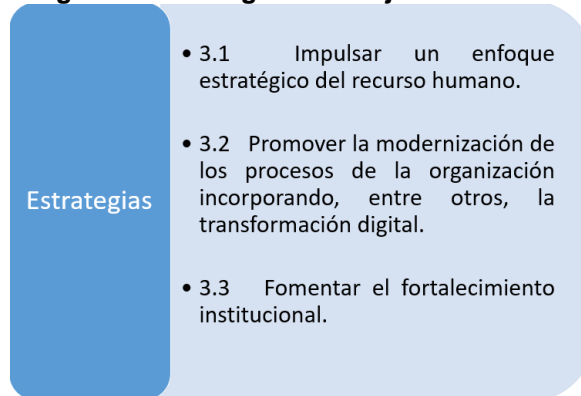 Estrategias
• 3.1 Impulsar un enfoque
estratégico del recurso humano.
• 3.2 Promover la modernización de
los procesos de la organización
incorporando, entre otros, la
transformación digital.
• 3.3 Fomentar el fortalecimiento
institucional.